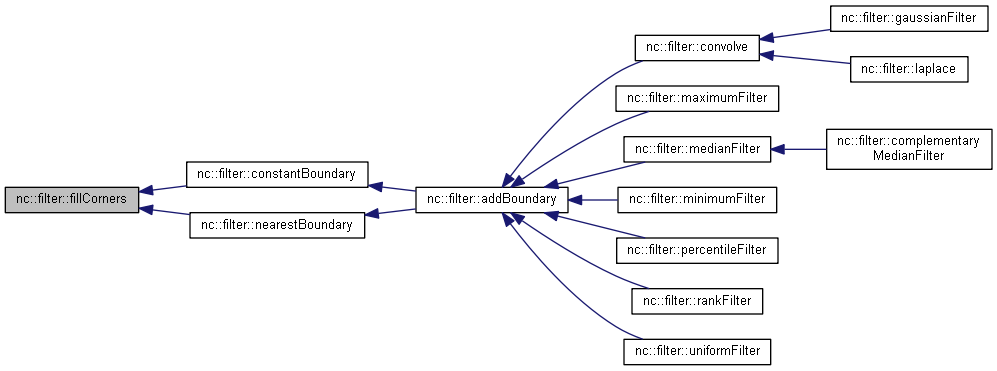 nc::filter::fillCorners
nc::filter::constantBoundary
nc::filter::nearestBoundary
nc::filter::addBoundary
nc::filter::convolve
nc::filter::gaussianFilter
nc::filter::laplace
nc::filter::maximumFilter
nc::filter::medianFilter
nc::filter::complementary
MedianFilter
nc::filter::minimumFilter
nc::filter::percentileFilter
nc::filter::rankFilter
nc::filter::uniformFilter